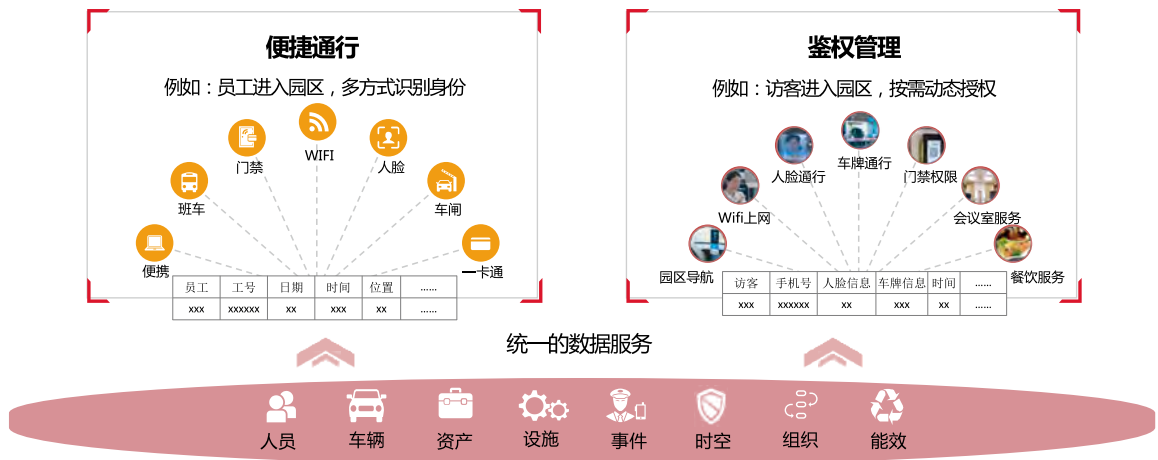 便捷通行
例如：员工进入园区，多方式识别身份
WIFI
门禁
人脸
班车
车闸
便携
一卡通
员工 工号 日期 时间 位置 ......
xxx xxxxxx xx xxx xx ......
鉴权管理
例如：访客进入园区，按需动态授权
车牌通行
人脸通行
门禁权限
Wifi上网
会议室服务
园区导航
餐饮服务
访客 手机号 人脸信息 车牌信息 时间 ......
xxx xxxxxx xx xxx xx ......
统一的数据服务
人员 车辆 资产 设施 事件 时空 组织 能效